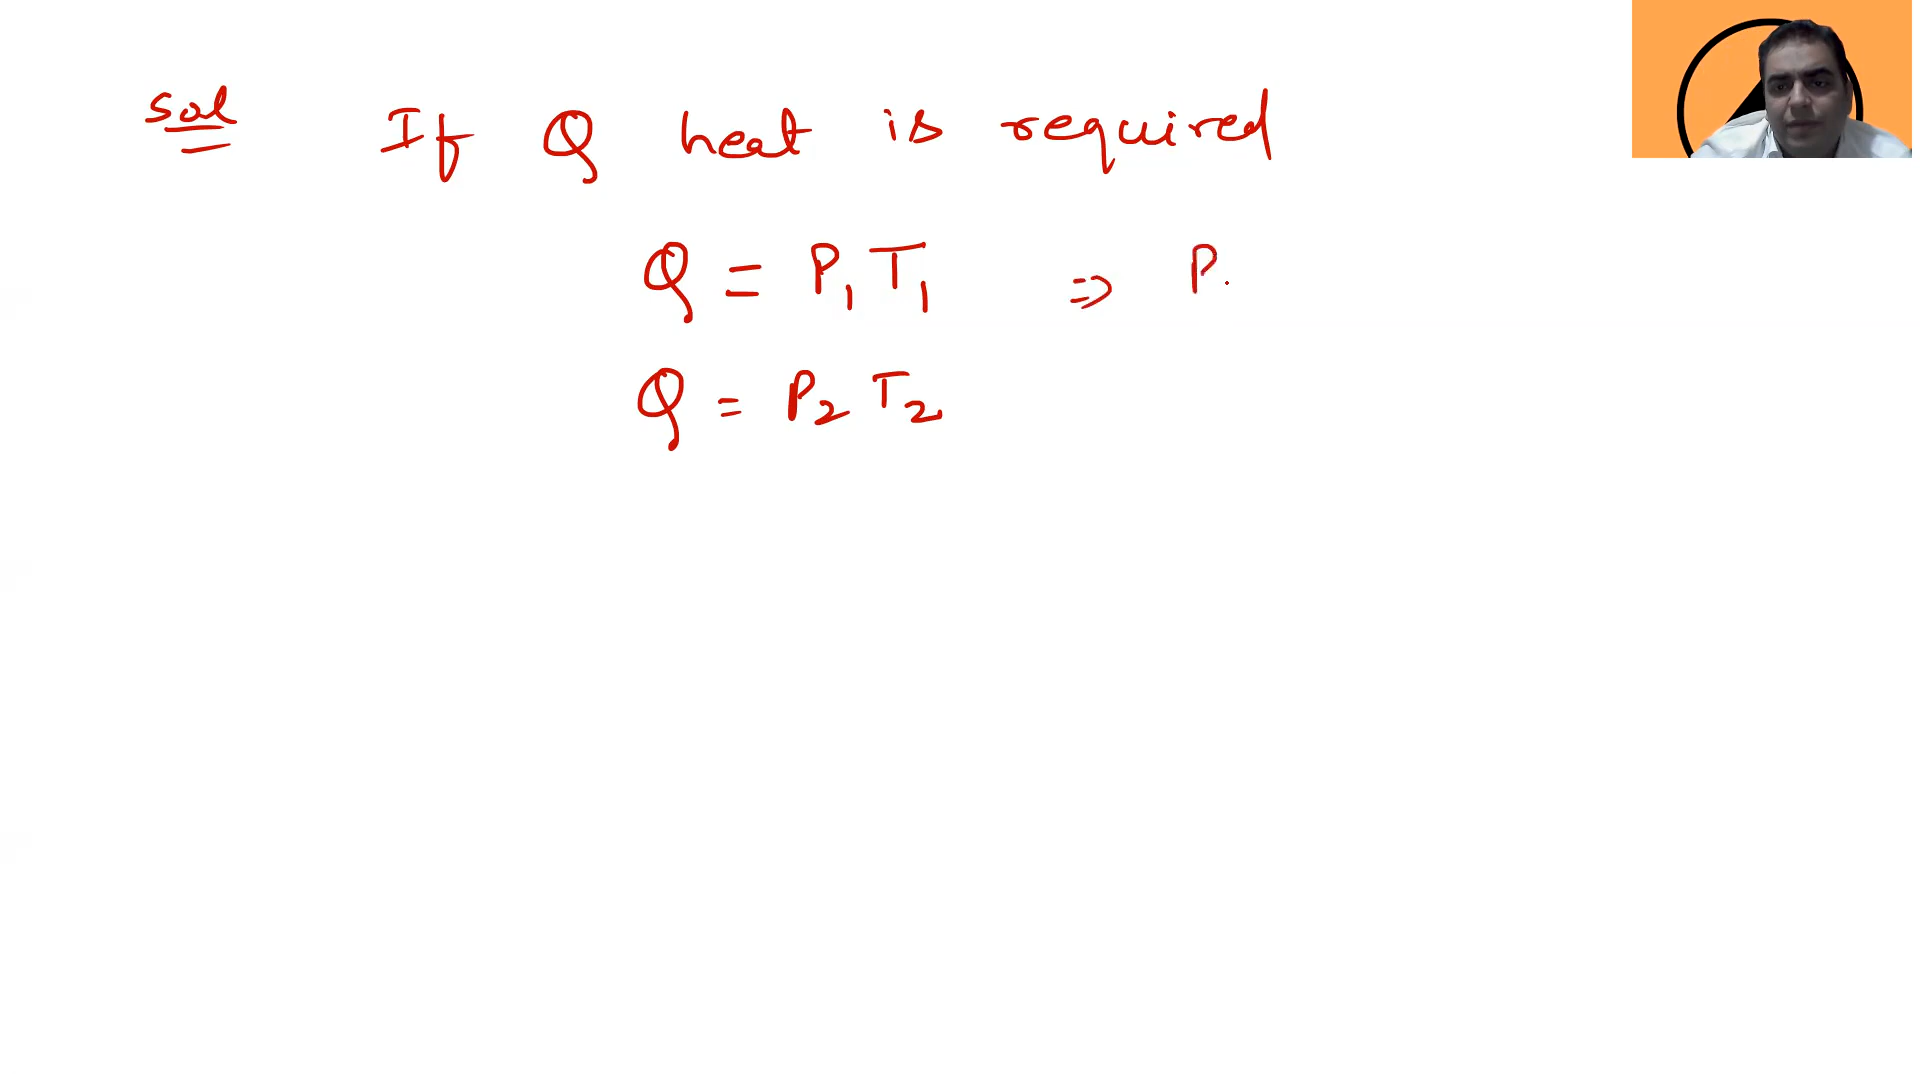 Sol If Q heat is required
Q = P₁ T₁ ⇒ P.
Q = P₂ T₂